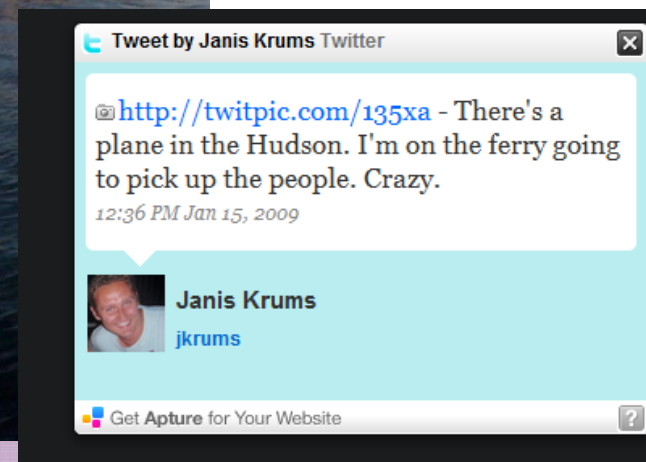 Tweet by Janis Krums Twitter
http://twitpic.com/135xa - There's a
plane in the Hudson. I'm on the ferry going
to pick up the people. Crazy.
12:36 PM Jan 15, 2009
Janis Krums
jkrums
Get Apture for Your Website
?